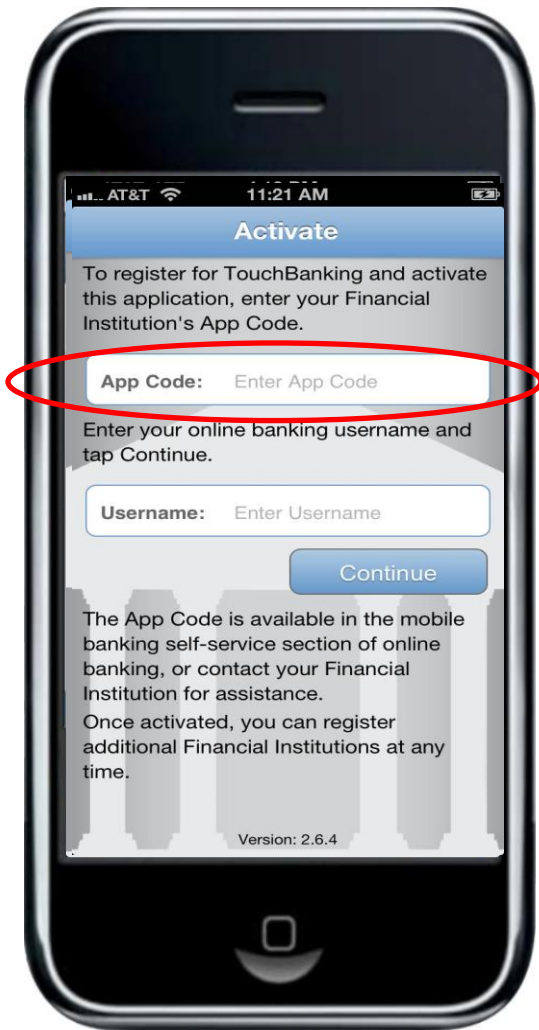 AT&T 11:21 AM
Activate
To register for TouchBanking and activate
this application, enter your Financial
Institution's App Code.
App Code: Enter App Code
Enter your online banking username and
tap Continue.
Username: Enter Username
Continue
The App Code is available in the mobile
banking self-service section of online
banking, or contact your Financial
Institution for assistance.
Once activated, you can register
additional Financial Institutions at any
time.
Version: 2.6.4